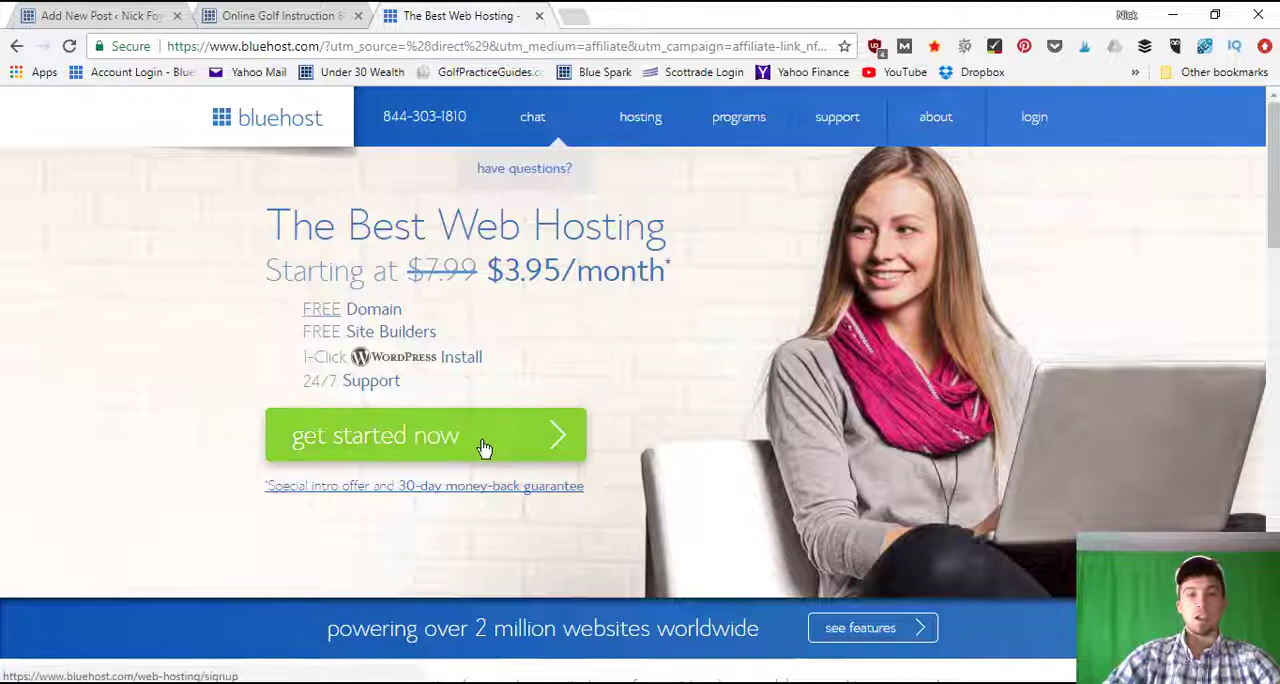 Add New Post ‹ Nick Fo
Online Golf Instruction
The Best Web Hosting -
Nick
Secure
https://www.bluehost.com/?utm_source=%28direct%29&utm_medium=affiliate&utm_campaign=affiliate-link_nf...
Apps
Account Login - Blue
Yahoo Mail
Under 30 Wealth
GolfPracticeGuides.c
Blue Spark
Scottrade Login
Yahoo Finance
YouTube
Dropbox
»
Other bookmarks
bluehost
844-303-1810
chat
hosting
programs
support
about
login
have questions?
The Best Web Hosting
Starting at $7.99 $3.95/month*
FREE Domain
FREE Site Builders
1-Click WORDPRESS Install
24/7 Support
get started now
*Special intro offer and 30-day money-back guarantee
powering over 2 million websites worldwide
see features
https://www.bluehost.com/web-hosting/signup